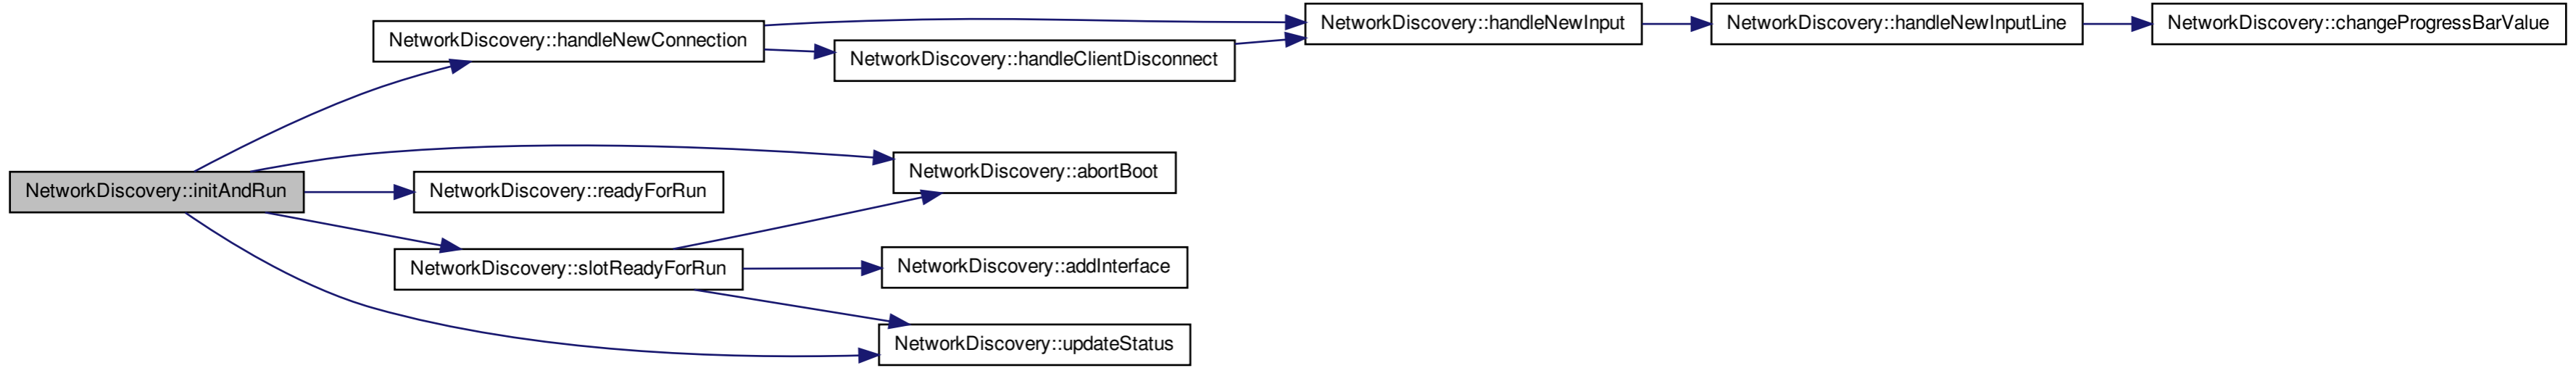 NetworkDiscovery::initAndRun
NetworkDiscovery::handleNewConnection
NetworkDiscovery::handleClientDisconnect
NetworkDiscovery::handleNewInput
NetworkDiscovery::handleNewInputLine
NetworkDiscovery::changeProgressBarValue
NetworkDiscovery::abortBoot
NetworkDiscovery::readyForRun
NetworkDiscovery::slotReadyForRun
NetworkDiscovery::addInterface
NetworkDiscovery::updateStatus